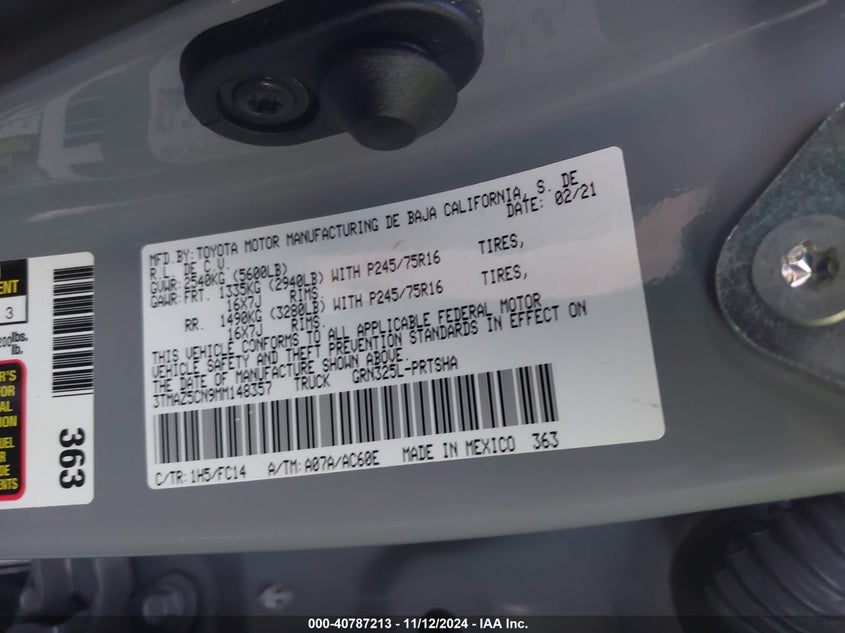 MFD.BY: TOYOTA MOTOR MANUFACTURING DE BAJA CALIFORNIA, S. DE
R.L. DE C.V. DATE: 02/21
GVWR: 2540KG (5600LB)
GAWR: FRT. 1335KG (2940LB) WITH P245/75R16 TIRES,
16X7J RIMS,
RR. 1490KG (3280LB) WITH P245/75R16 TIRES,
16X7J RIMS.
THIS VEHICLE CONFORMS TO ALL APPLICABLE FEDERAL MOTOR
VEHICLE SAFETY AND THEFT PREVENTION STANDARDS IN EFFECT ON
THE DATE OF MANUFACTURE SHOWN ABOVE.
3TMAZ5CN9MM148357 TRUCK GRN325L-PRTSHA
C/TR: 1H5/FC14 A/TM: A07A/AC60E MADE IN MEXICO 363
3
lbs.
lb.
363
000-40787213 - 11/12/2024 - IAA Inc.